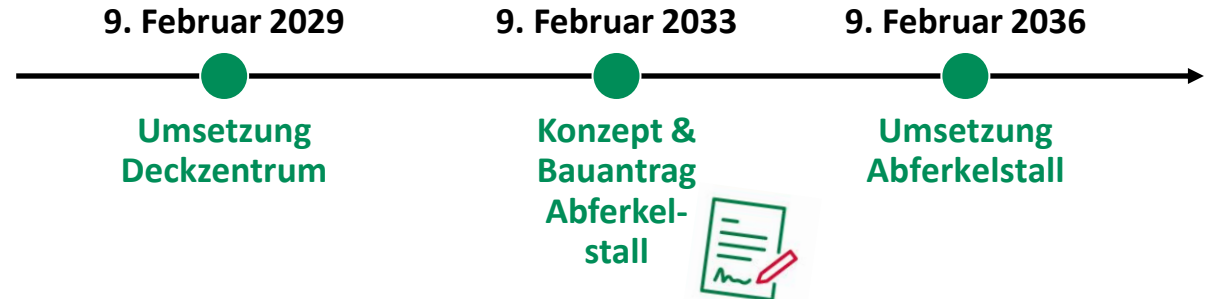 9. Februar 2029
9. Februar 2033
9. Februar 2036
Umsetzung
Deckzentrum
Konzept &
Bauantrag
Abferkel-
stall
Umsetzung
Abferkelstall